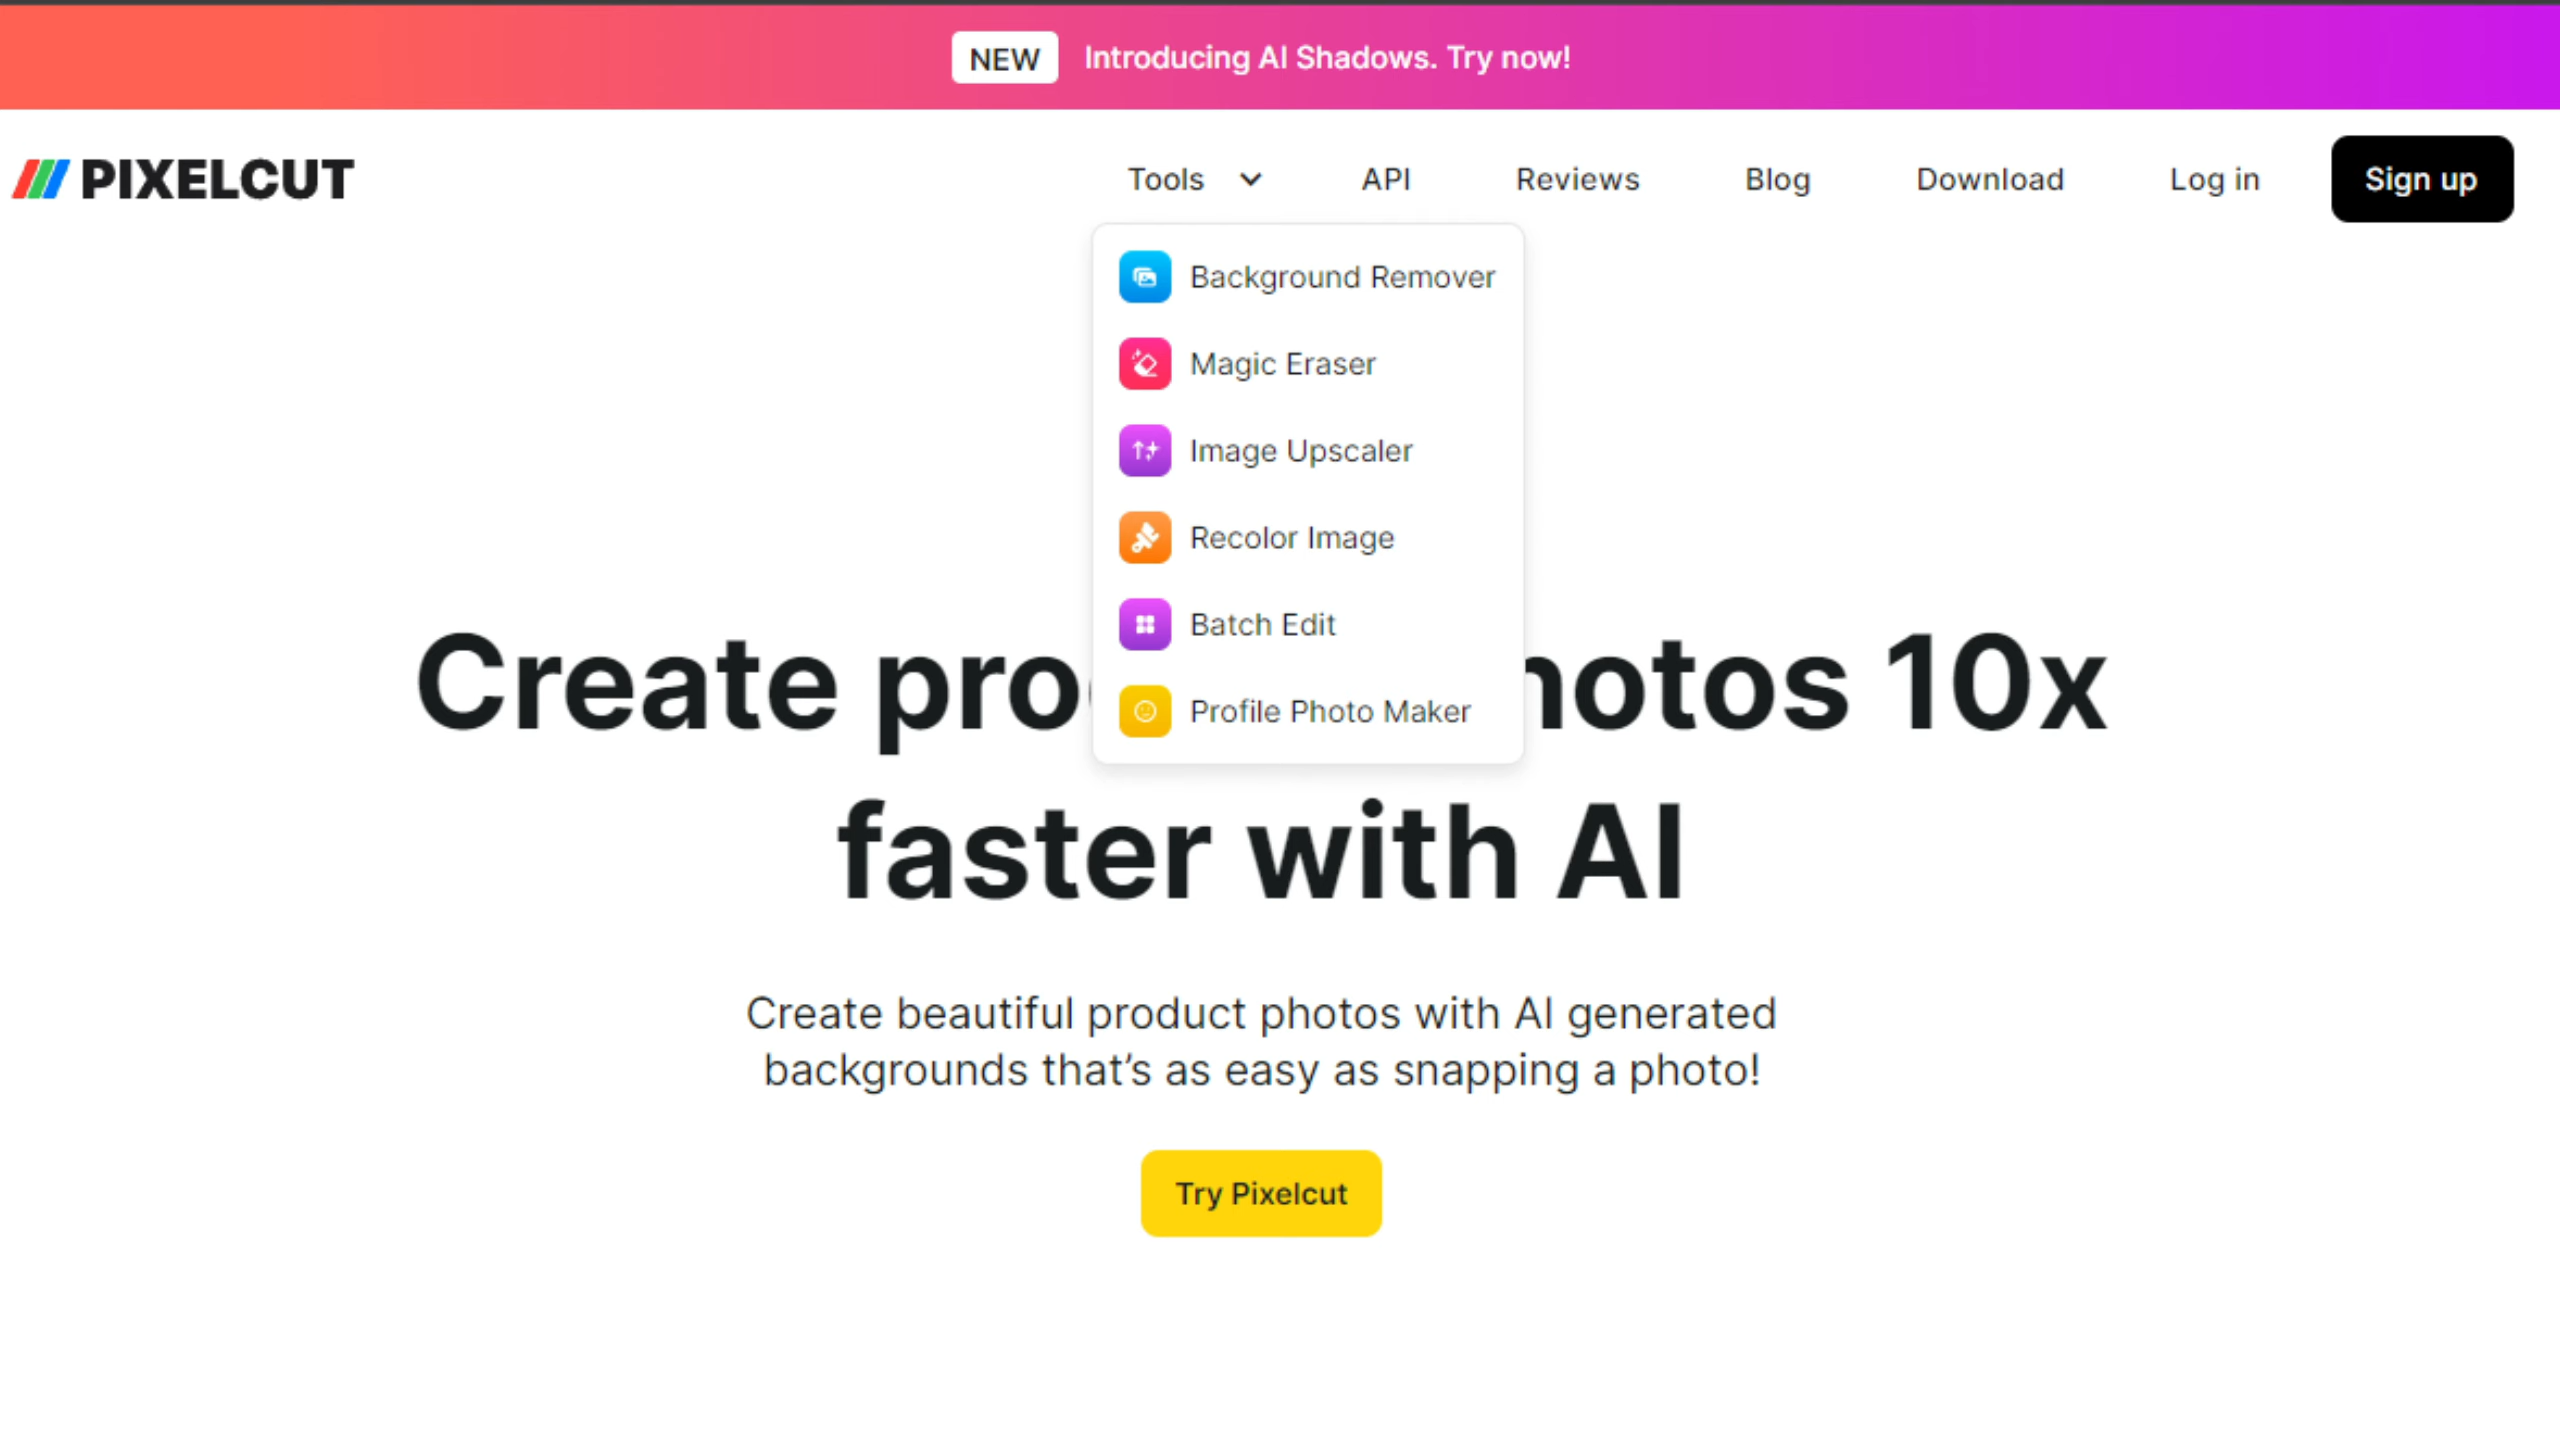 NEW Introducing AI Shadows. Try now!
PIXELCUT
Tools API Reviews Blog Download Log in Sign up
Background Remover
Magic Eraser
Image Upscaler
Recolor Image
Batch Edit
Profile Photo Maker
Create 10x
faster with AI
Create beautiful product photos with AI generated
backgrounds that’s as easy as snapping a photo!
Try Pixelcut